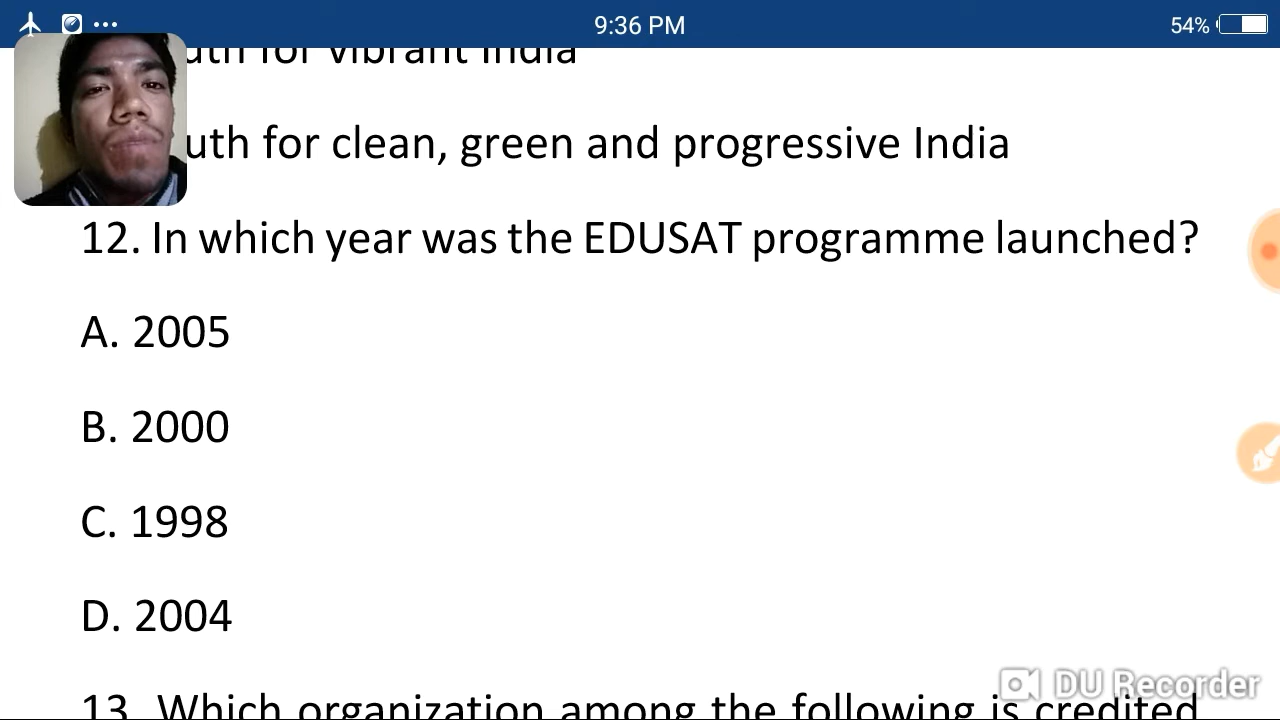 9:36 PM
54%
uth for vibrant India
uth for clean, green and progressive India
12. In which year was the EDUSAT programme launched?
A. 2005
B. 2000
C. 1998
D. 2004
13. Which organization among the following is credited
DU Recorder